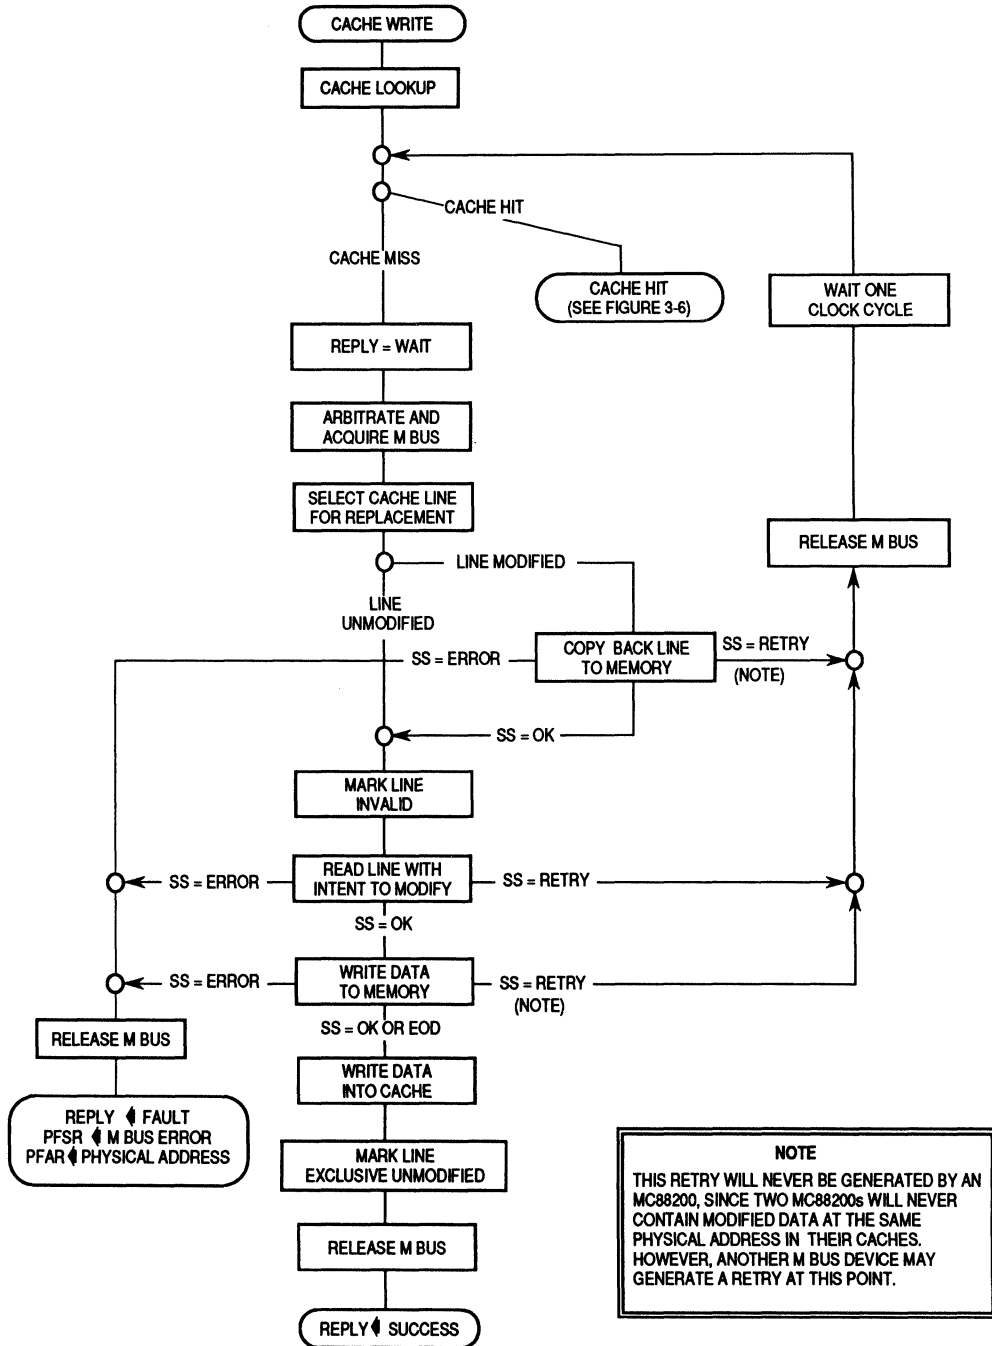 CACHE WRITE
CACHE LOOKUP
CACHE HIT
CACHE MISS
CACHE HIT
(SEE FIGURE 3-6)
WAIT ONE
CLOCK CYCLE
REPLY = WAIT
ARBITRATE AND
ACQUIRE M BUS
SELECT CACHE LINE
FOR REPLACEMENT
RELEASE M BUS
LINE MODIFIED
LINE
UNMODIFIED
SS = ERROR
COPY BACK LINE
TO MEMORY
SS = RETRY
(NOTE)
SS = OK
MARK LINE
INVALID
SS = ERROR
READ LINE WITH
INTENT TO MODIFY
SS = RETRY
SS = OK
SS = ERROR
WRITE DATA
TO MEMORY
SS = RETRY
(NOTE)
SS = OK OR EOD
RELEASE M BUS
WRITE DATA
INTO CACHE
REPLY FAULT
PFSR M BUS ERROR
PFAR PHYSICAL ADDRESS
MARK LINE
EXCLUSIVE UNMODIFIED
RELEASE M BUS
REPLY SUCCESS
NOTE
THIS RETRY WILL NEVER BE GENERATED BY AN
MC88200, SINCE TWO MC88200s WILL NEVER
CONTAIN MODIFIED DATA AT THE SAME
PHYSICAL ADDRESS IN THEIR CACHES.
HOWEVER, ANOTHER M BUS DEVICE MAY
GENERATE A RETRY AT THIS POINT.